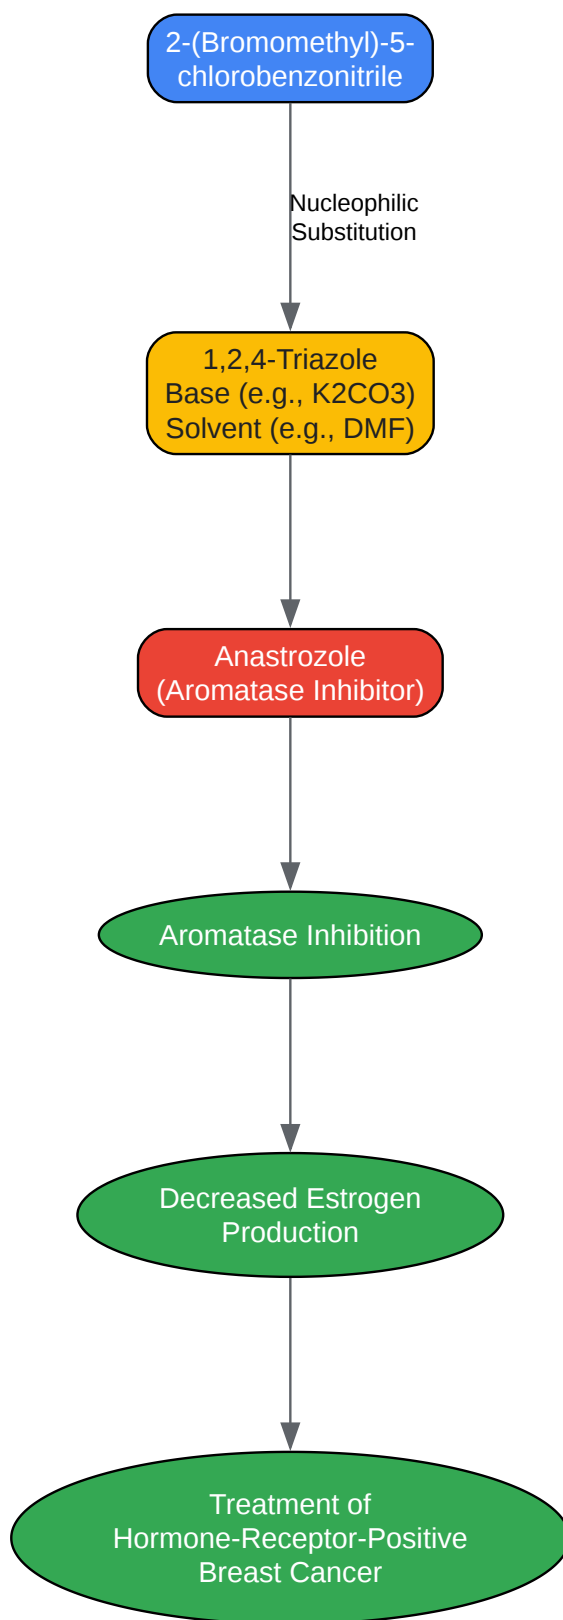 2-(Bromomethyl)-5-
chlorobenzonitrile
Nucleophilic
Substitution
1,2,4-Triazole
Base (e.g., K2CO3)
Solvent (e.g., DMF)
Anastrozole
(Aromatase Inhibitor)
Aromatase Inhibition
Decreased Estrogen
Production
Treatment of
Hormone-Receptor-Positive
Breast Cancer